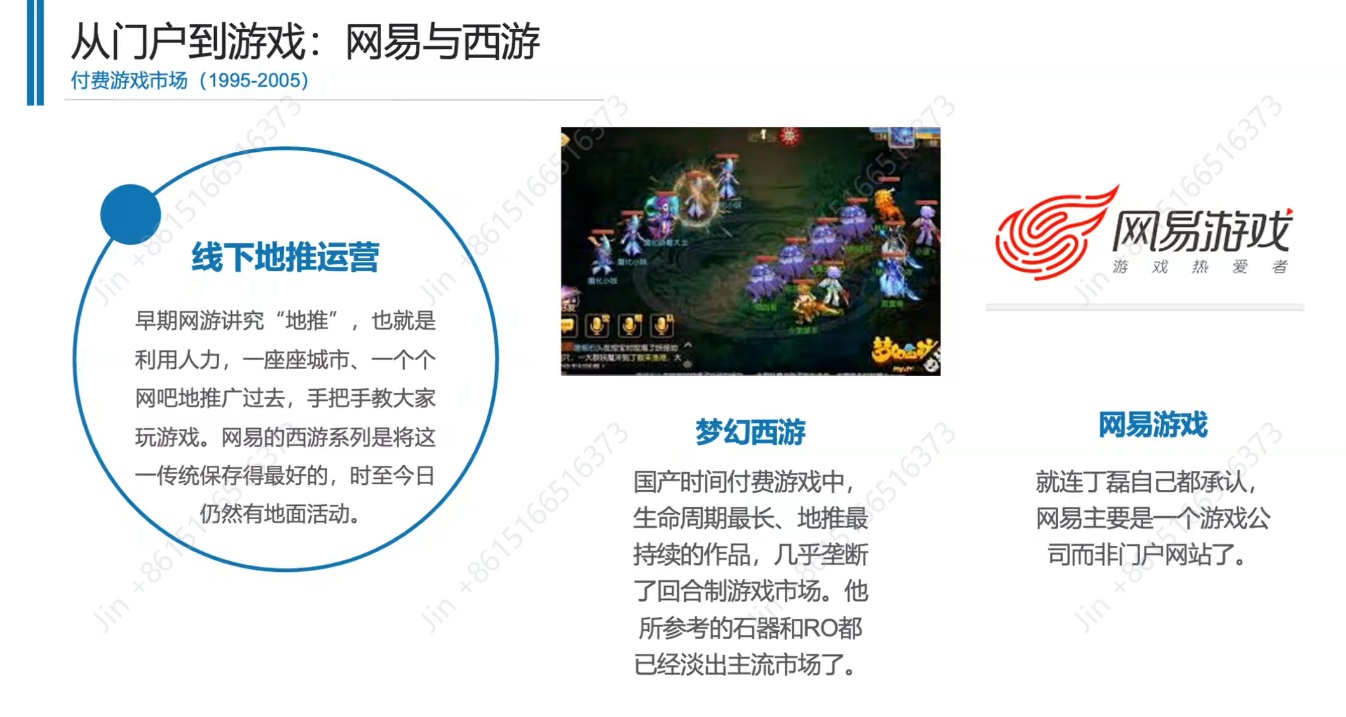 从门户到游戏：网易与西游
付费游戏市场（1995-2005）
线下地推运营
早期网游讲究“地推”，也就是
利用人力，一座座城市、一个个
网吧地推广过去，手把手教大家
玩游戏。网易的西游系列是将这
一传统保存得最好的，时至今日
仍然有地面活动。
梦幻西游
梦幻西游
国产时间付费游戏中，
生命周期最长、地推最
持续的作品，几乎垄断
了回合制游戏市场。他
所参考的石器和RO都
已经淡出主流市场了。
网易游戏
游戏热爱者
网易游戏
就连丁磊自己都承认，
网易主要是一个游戏公
司而非门户网站了。
Jin +8615166516373
Jin +8615166516373
Jin +8615166516373
Jin +8615166516373
Jin +8615166516373
Jin +8615166516373
Jin +8615166516373
Jin +8615166516373